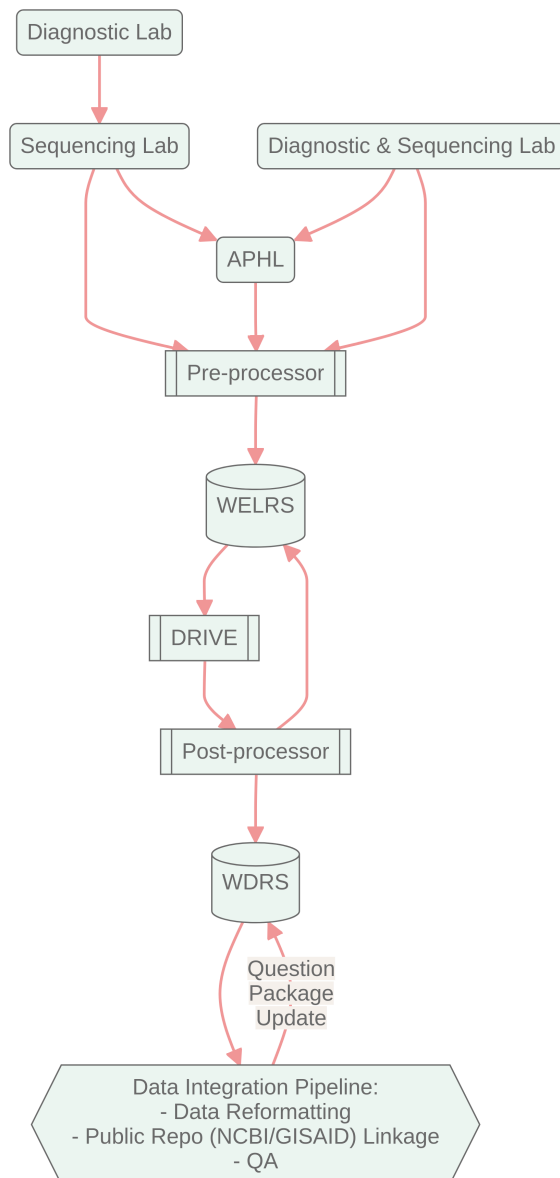 Diagnostic Lab
Sequencing Lab
Diagnostic & Sequencing Lab
APHL
Pre-processor
WELRS
DRIVE
Post-processor
WDRS
Question
Package
Update
Data Integration Pipeline:
- Data Reformatting
- Public Repo (NCBI/GISAID) Linkage
- QA